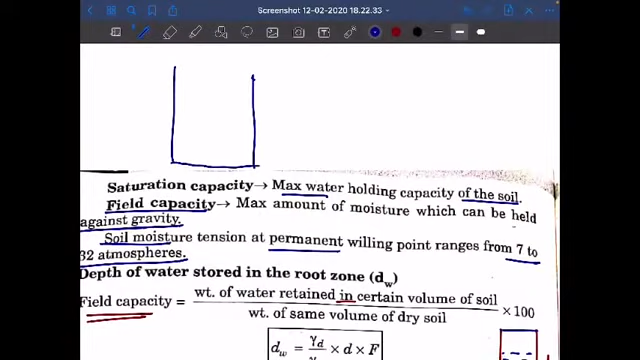 Screenshot 12-02-2020 18.22.33
Saturation capacity→ Max water holding capacity of the soil.
Field capacity→ Max amount of moisture which can be held
against gravity.
Soil moisture tension at permanent willing point ranges from 7 to
32 atmospheres.
Depth of water stored in the root zone (dw)
Field capacity = wt. of water retained in certain volume of soil × 100
wt. of same volume of dry soil
dw = γd × d × F